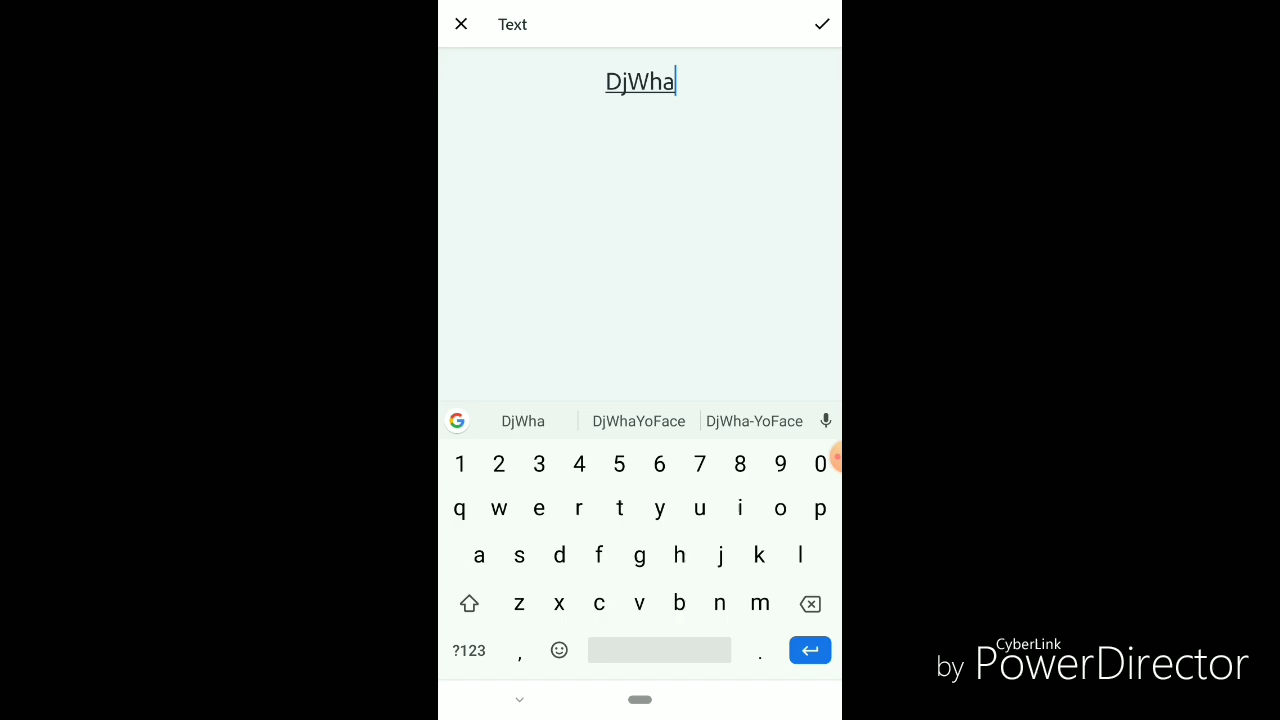 Text
DjWha
DjWha DjWhaYoFace DjWha-YoFace
1 2 3 4 5 6 7 8 9 0
q w e r t y u i o p
a s d f g h j k l
z x c v b n m
?123 , .
CyberLink
by PowerDirector